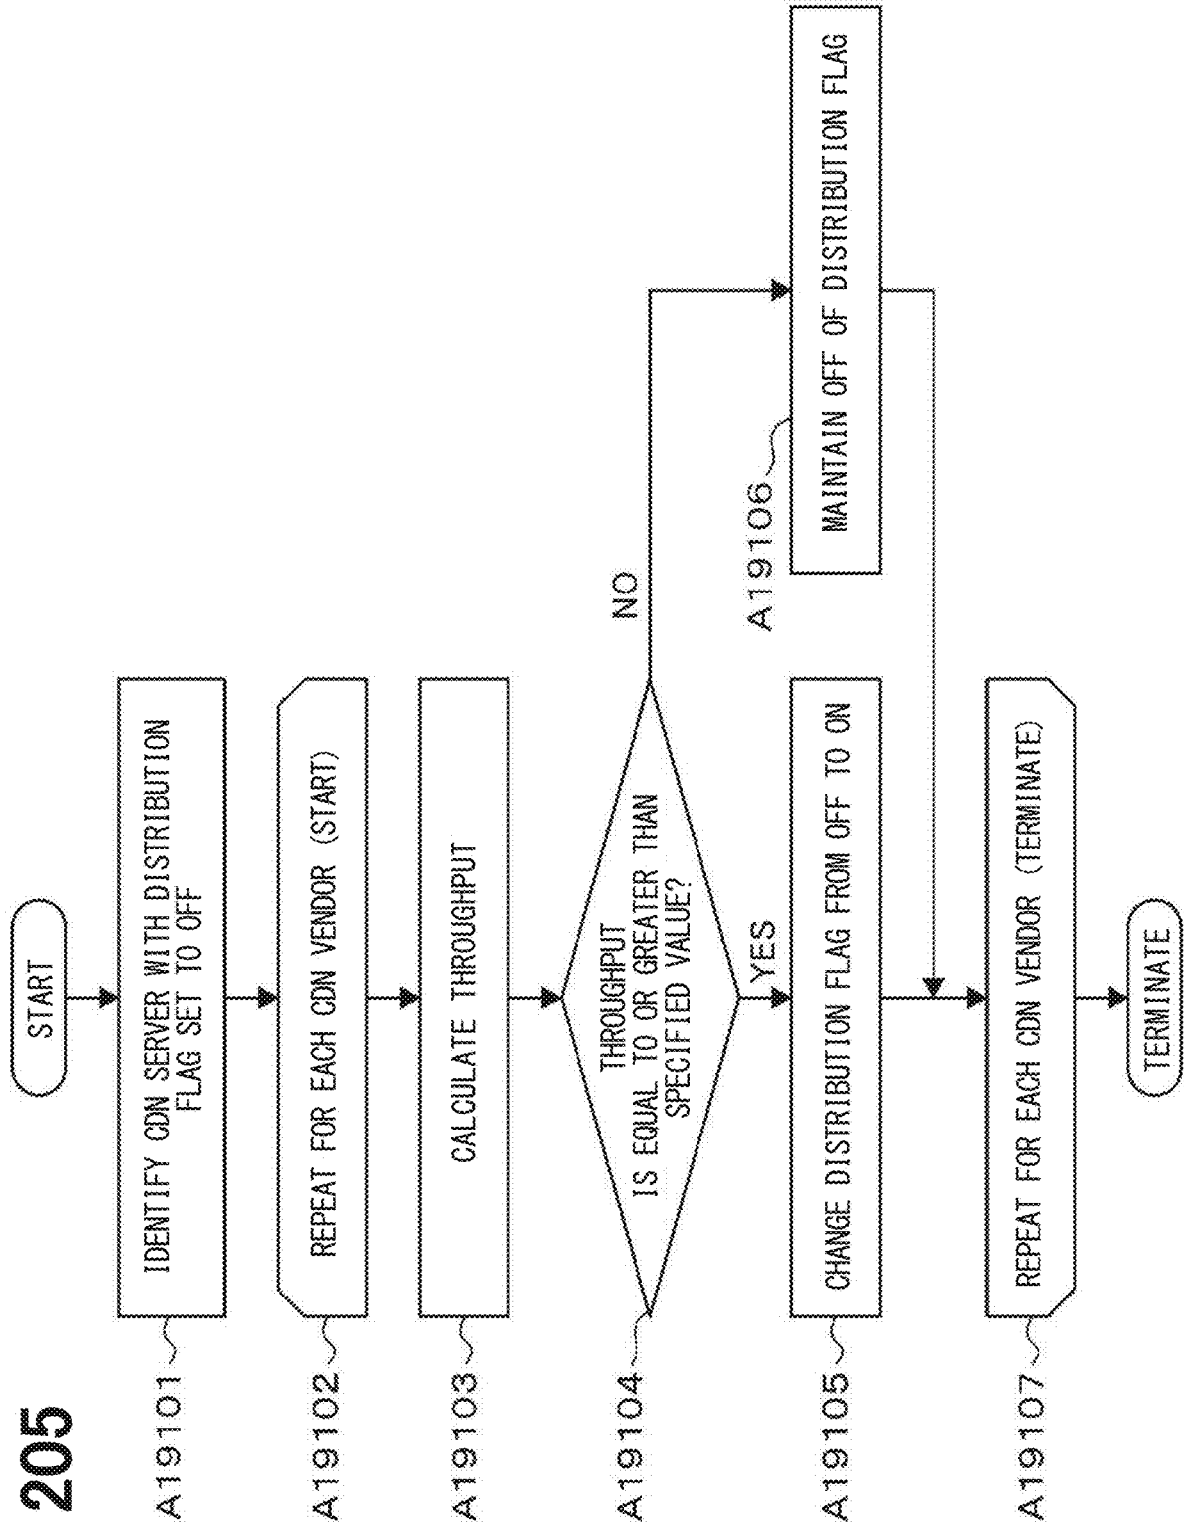 205
START
A19101
IDENTIFY CDN SERVER WITH DISTRIBUTION
FLAG SET TO OFF
A19102
REPEAT FOR EACH CDN VENDOR (START)
A19103
CALCULATE THROUGHPUT
A19104
THROUGHPUT
IS EQUAL TO OR GREATER THAN
SPECIFIED VALUE?
NO
YES
A19105
CHANGE DISTRIBUTION FLAG FROM OFF TO ON
A19106
MAINTAIN OFF OF DISTRIBUTION FLAG
A19107
REPEAT FOR EACH CDN VENDOR (TERMINATE)
TERMINATE